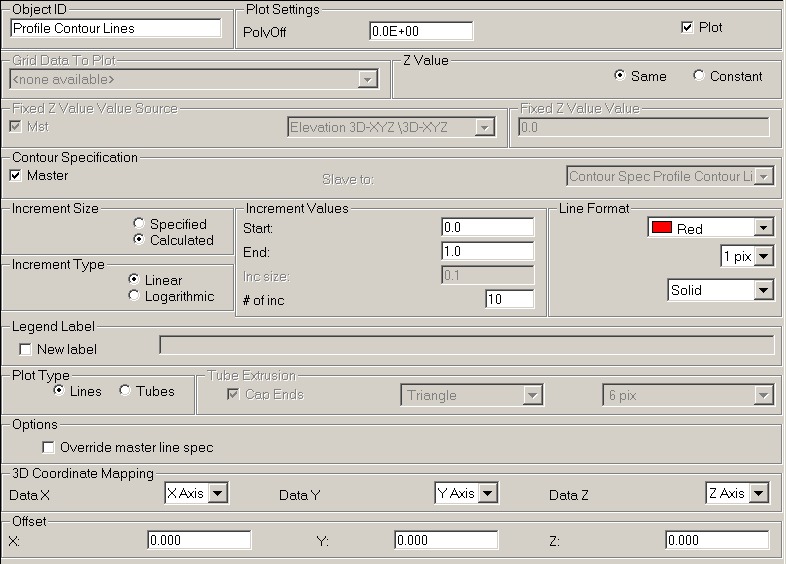 Object ID
Profile Contour Lines
Plot Settings
PolyOff
0.0E+00
Plot
Grid Data To Plot
<none available>
Z Value
Same
Constant
Fixed Z Value Value Source
Mst
Elevation 3D-XYZ \3D-XYZ
Fixed Z Value Value
0.0
Contour Specification
Master
Slave to:
Contour Spec Profile Contour Li
Increment Size
Specified
Calculated
Increment Type
Linear
Logarithmic
Increment Values
Start:
0.0
End:
1.0
Inc size:
0.1
# of inc
10
Line Format
Red
1 pix
Solid
Legend Label
New label
Plot Type
Lines
Tubes
Tube Extrusion
Cap Ends
Triangle
6 pix
Options
Override master line spec
3D Coordinate Mapping
Data X
X Axis
Data Y
Y Axis
Data Z
Z Axis
Offset
X:
0.000
Y:
0.000
Z:
0.000